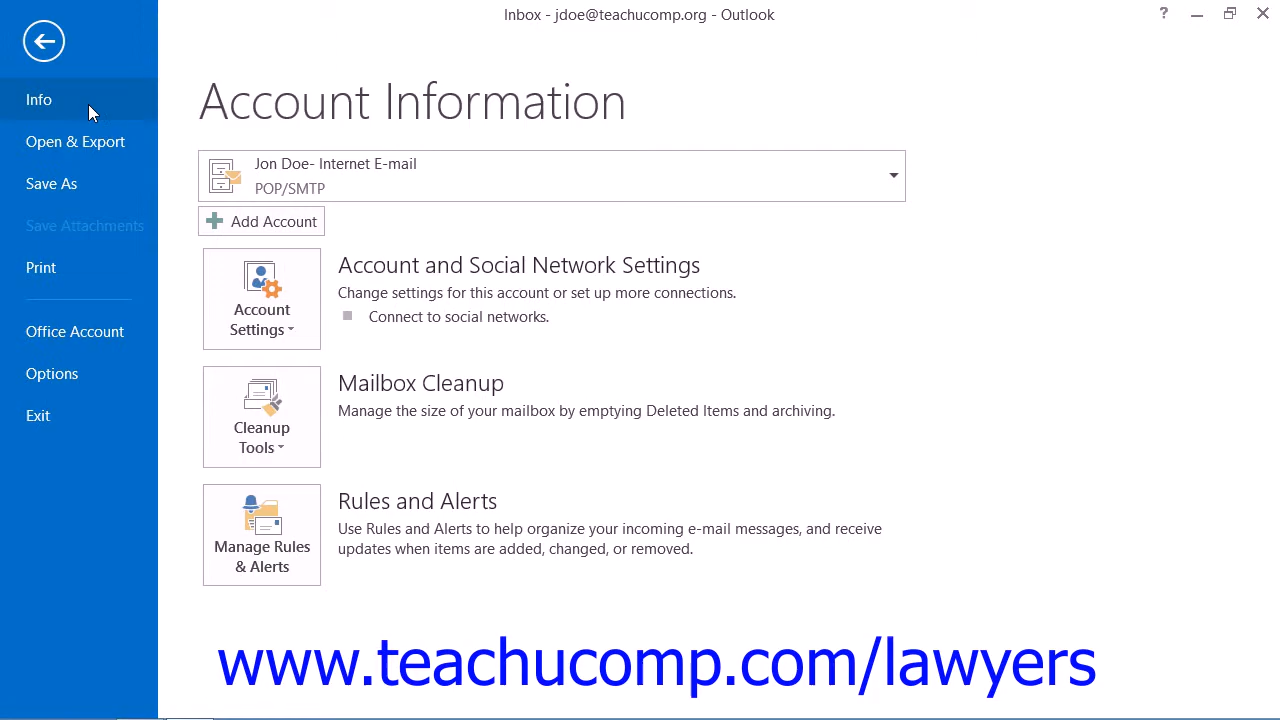 Inbox - jdoe@teachucomp.org - Outlook
?
Info
Open & Export
Save As
Save Attachments
Print
Office Account
Options
Exit
Account Information
Jon Doe- Internet E-mail
POP/SMTP
Add Account
Account
Settings
Account and Social Network Settings
Change settings for this account or set up more connections.
Connect to social networks.
Cleanup
Tools
Mailbox Cleanup
Manage the size of your mailbox by emptying Deleted Items and archiving.
Manage Rules
& Alerts
Rules and Alerts
Use Rules and Alerts to help organize your incoming e-mail messages, and receive
updates when items are added, changed, or removed.
www.teachucomp.com/lawyers